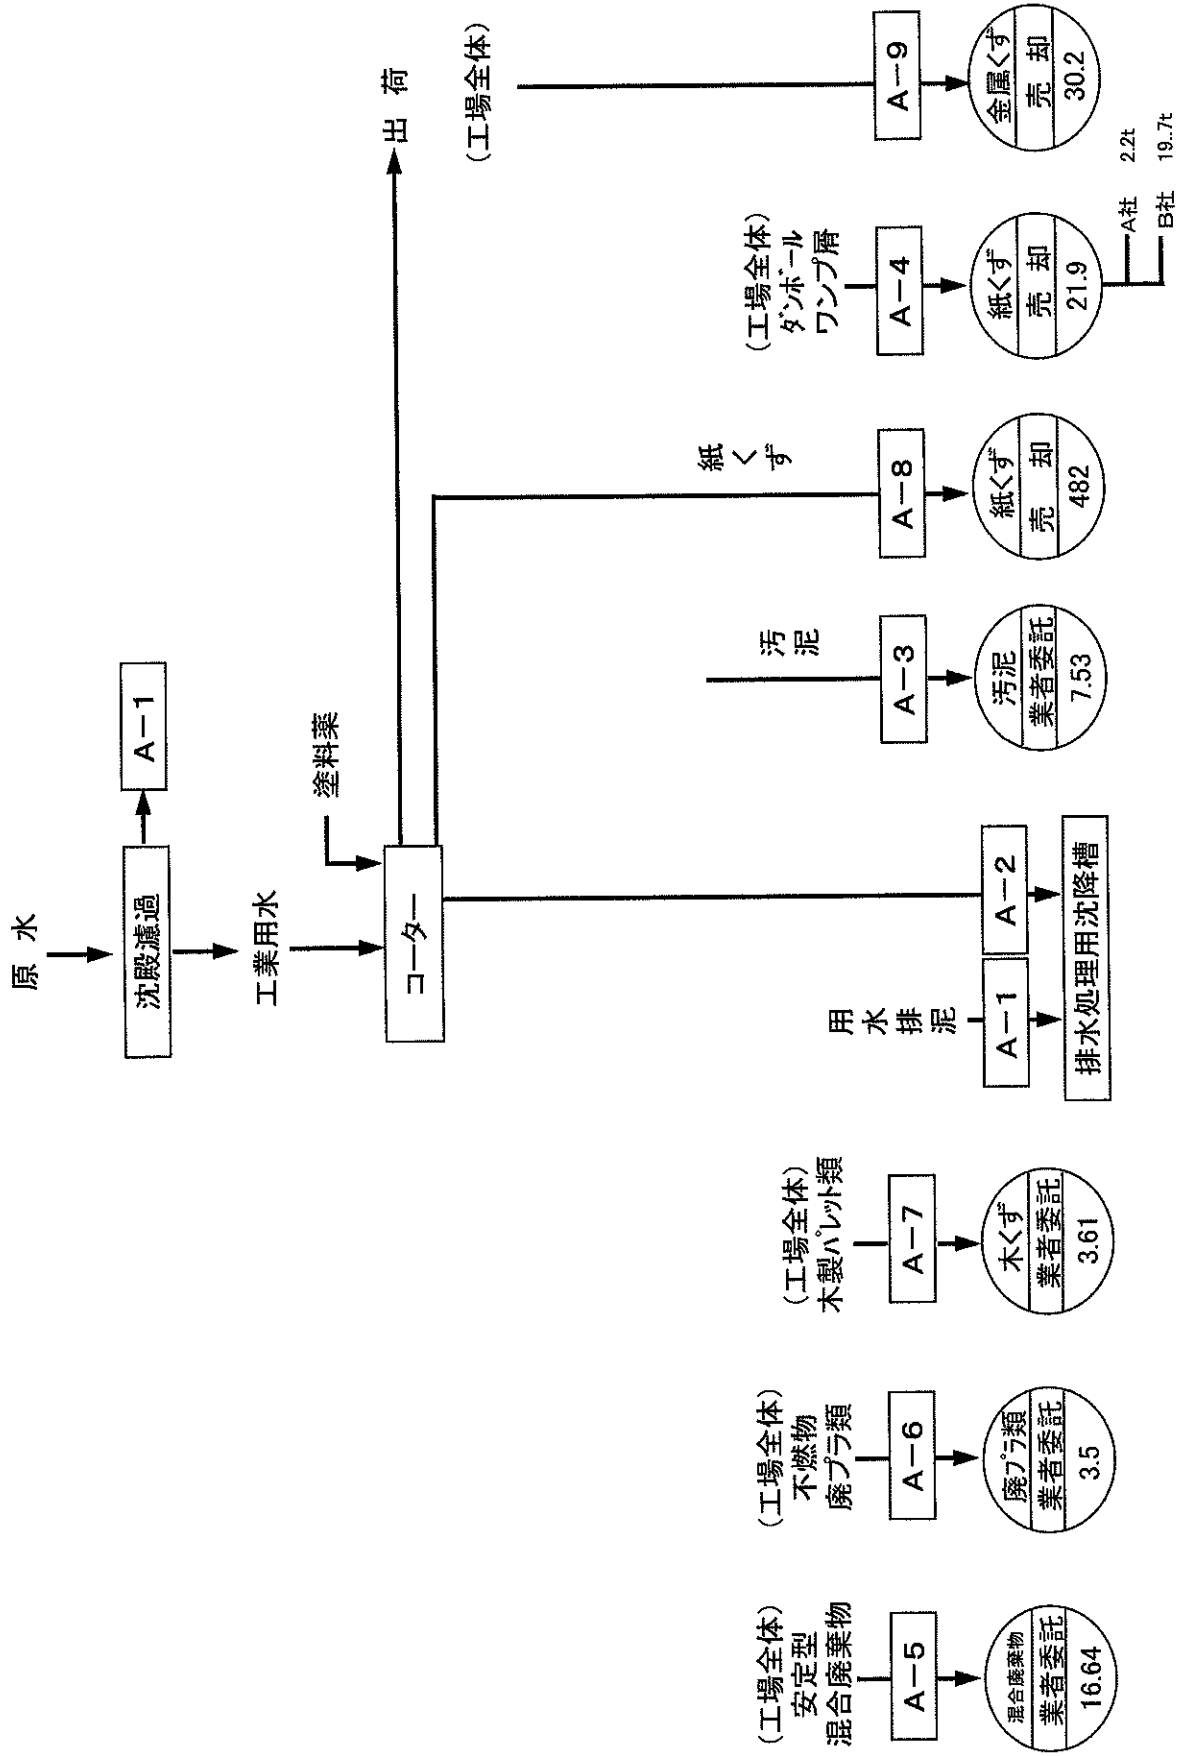 原 水
沈殿濾過
A－1
工業用水
塗料薬
コーター
出 荷
(工場全体)
安定型
混合廃棄物
A－5
混合廃棄物
業者委託
16.64
(工場全体)
不燃物
廃プラ類
A－6
廃プラ類
業者委託
3.5
(工場全体)
木製パレット類
A－7
木くず
業者委託
3.61
用水排泥
A－1
A－2
排水処理用沈降槽
汚泥
A－3
汚泥
業者委託
7.53
紙くず
A－8
紙くず
売 却
482
(工場全体)
ダンボール
ワンプ屑
A－4
紙くず
売 却
21.9
A社 2.2t
B社 19..7t
(工場全体)
A－9
金属くず
売 却
30.2